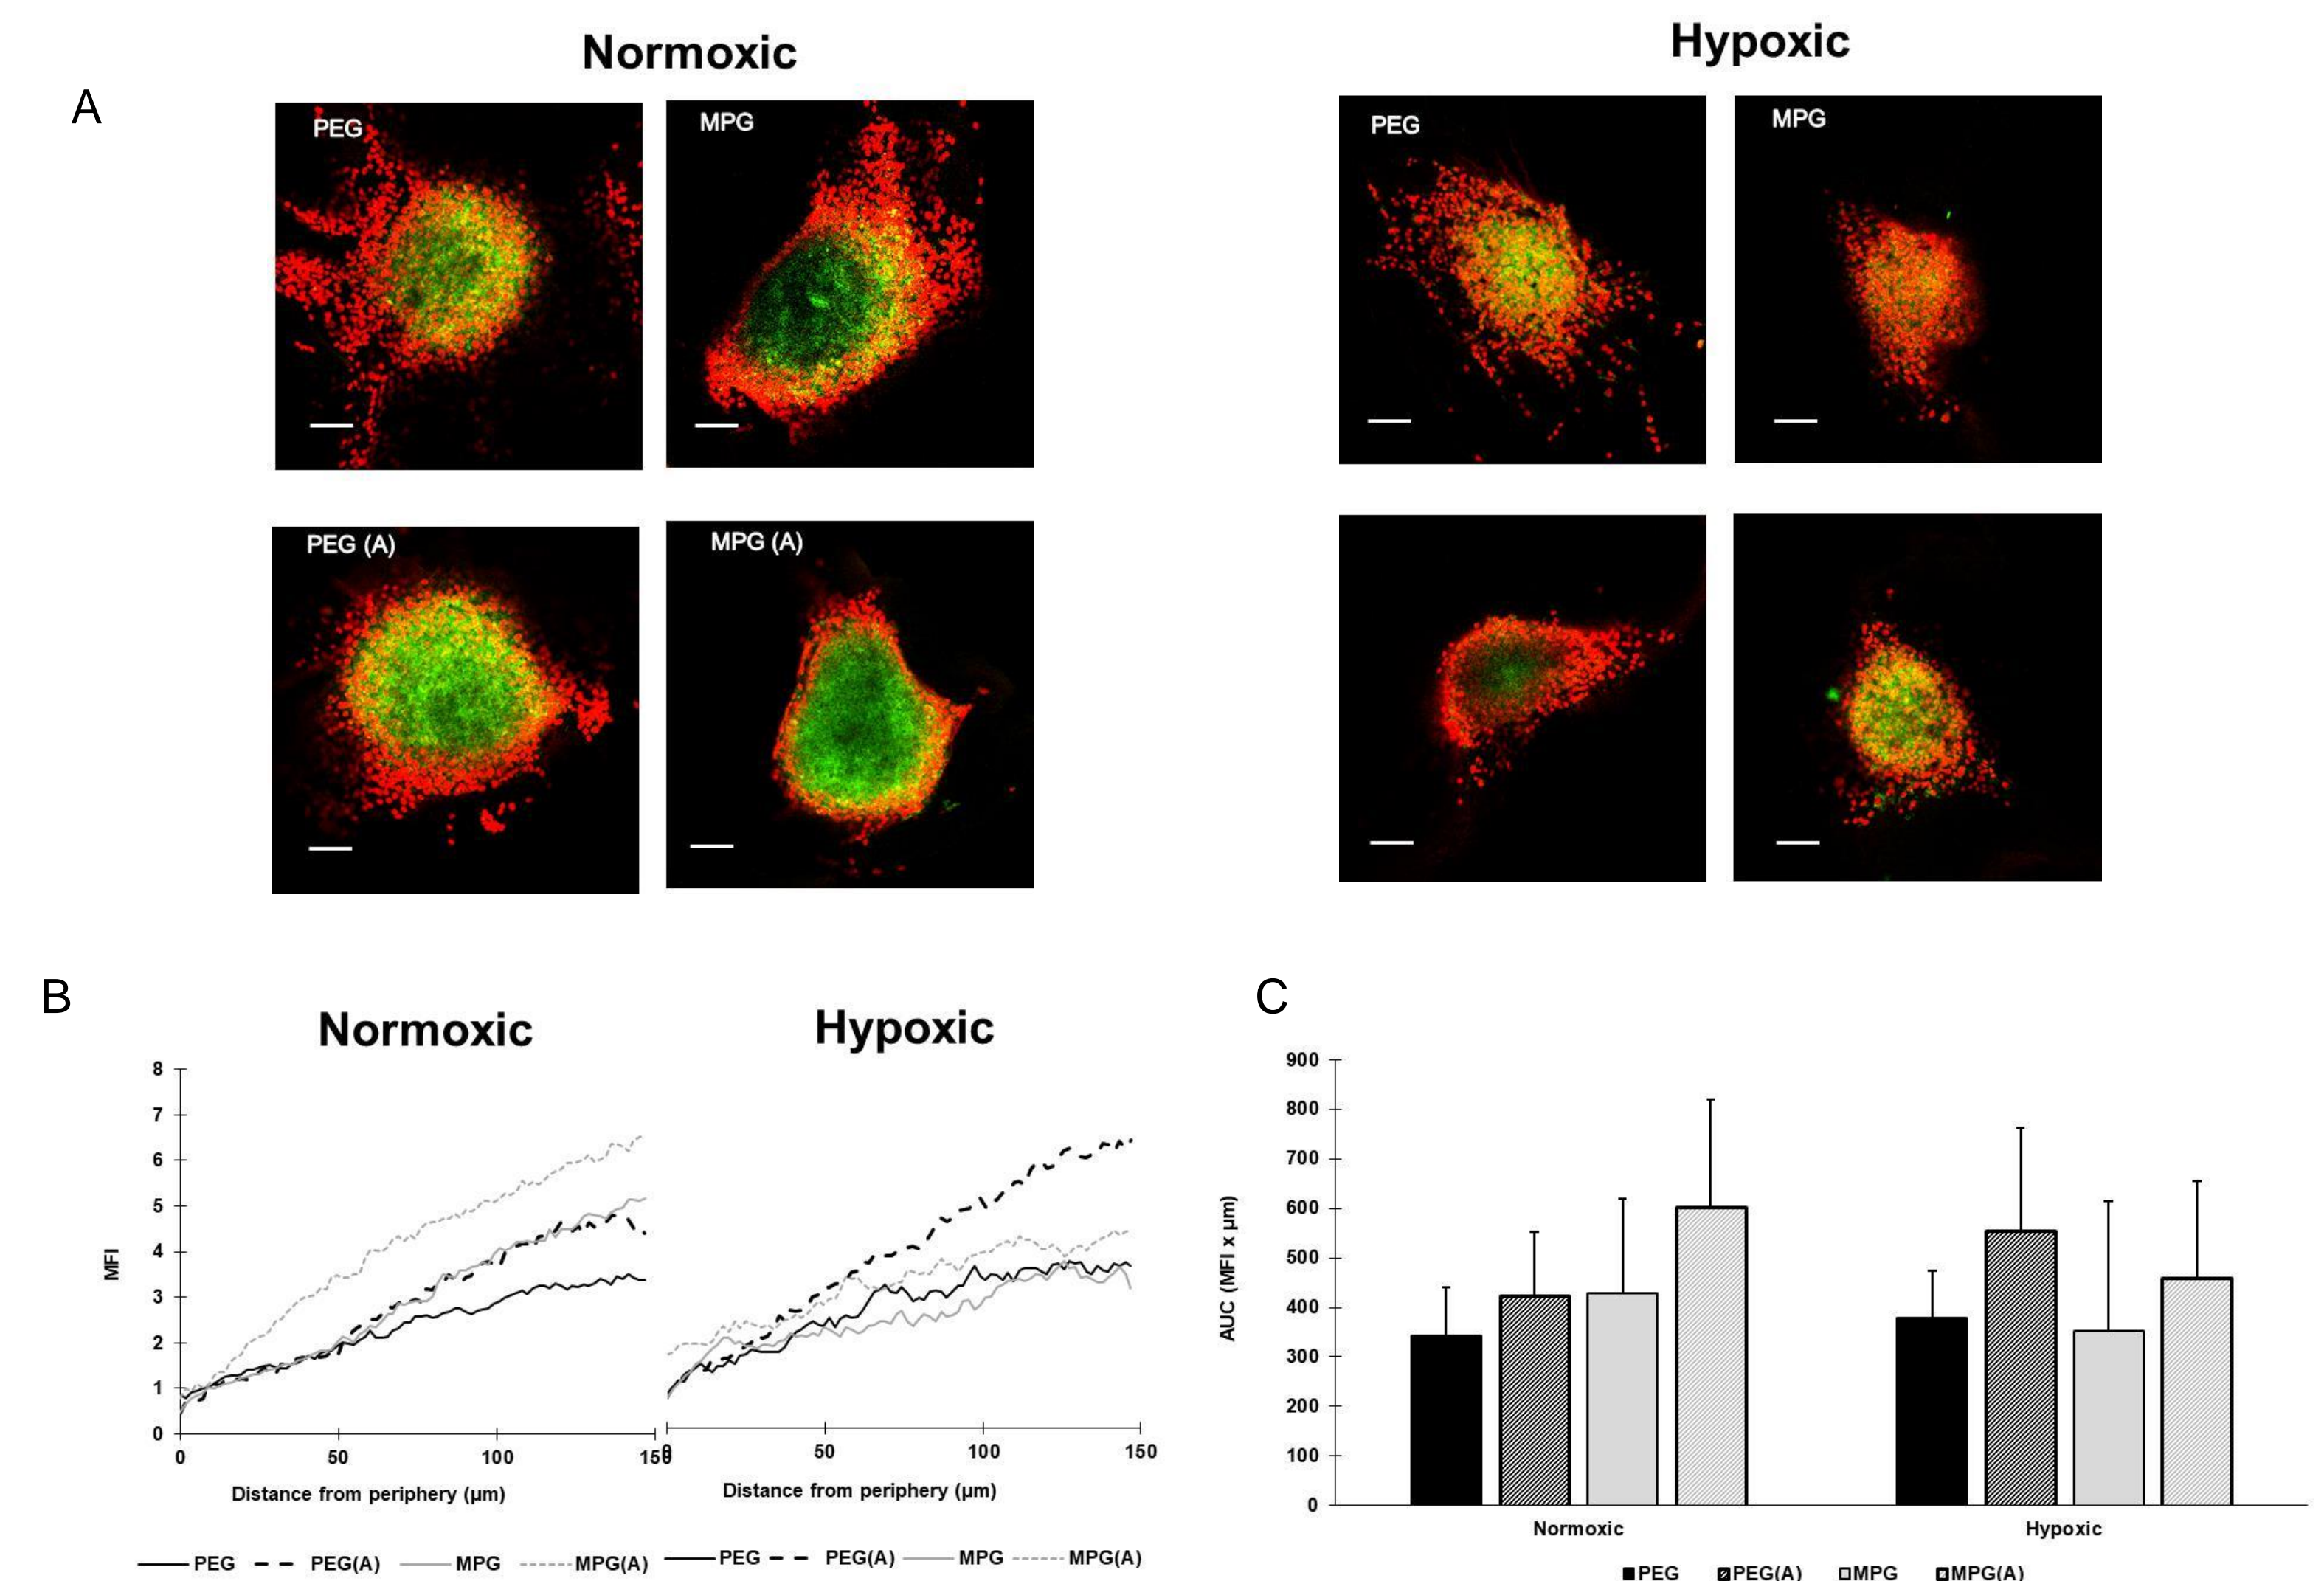 Normoxic
Hypoxic
A
PEG
MPG
PEG
MPG
PEG (A)
MPG (A)
B
Normoxic
Hypoxic
MFI
8
7
6
5
4
3
2
1
0
0 50 100 150
0 50 100 150
Distance from periphery (µm)
Distance from periphery (µm)
PEG PEG(A) MPG MPG(A)
PEG PEG(A) MPG MPG(A)
C
AUC (MFI x µm)
900
800
700
600
500
400
300
200
100
0
Normoxic Hypoxic
PEG PEG(A) MPG MPG(A)